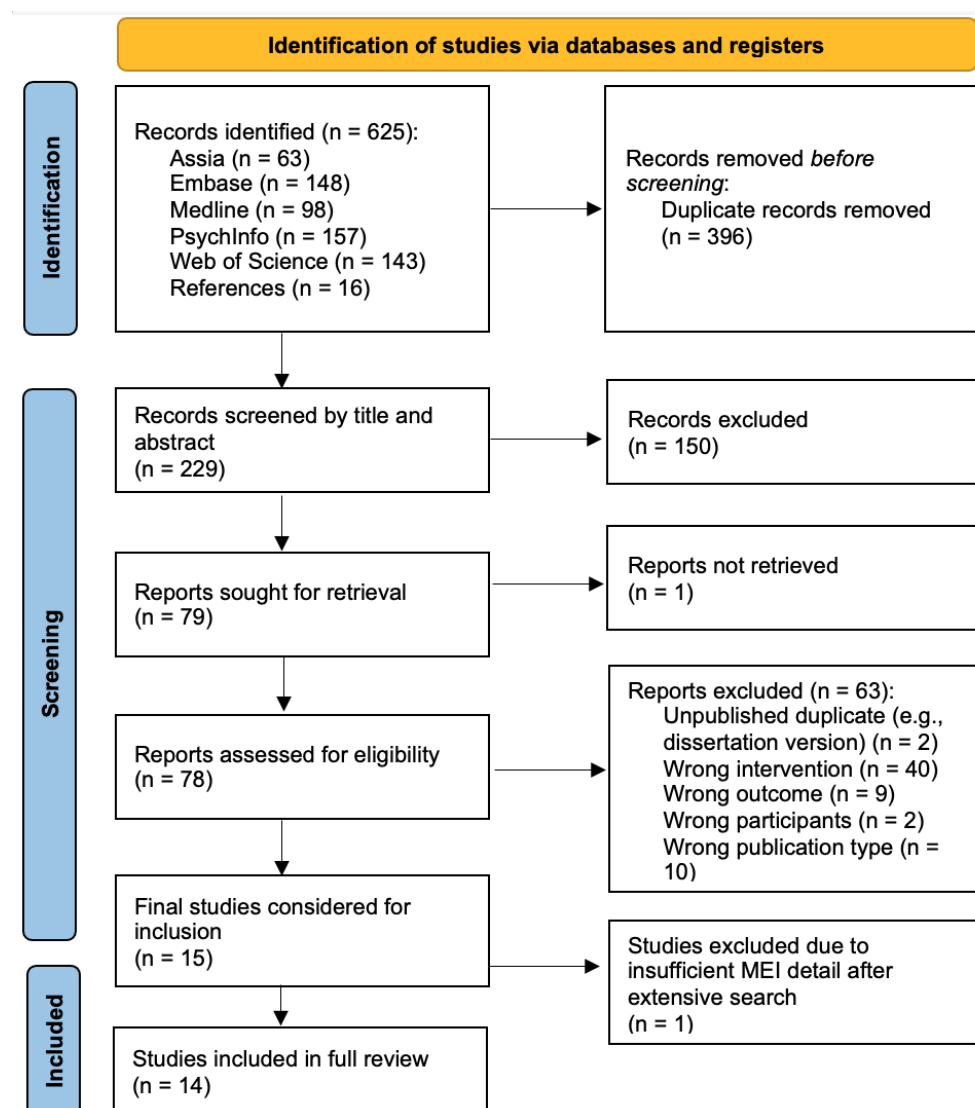 Identification of studies via databases and registers
Identification
Records identified (n = 625):
Assia (n = 63)
Embase (n = 148)
Medline (n = 98)
PsychInfo (n = 157)
Web of Science (n = 143)
References (n = 16)
Records removed before
screening:
Duplicate records removed
(n = 396)
Screening
Records screened by title and
abstract
(n = 229)
Records excluded
(n = 150)
Reports sought for retrieval
(n = 79)
Reports not retrieved
(n = 1)
Reports assessed for eligibility
(n = 78)
Reports excluded (n = 63):
Unpublished duplicate (e.g.,
dissertation version) (n = 2)
Wrong intervention (n = 40)
Wrong outcome (n = 9)
Wrong participants (n = 2)
Wrong publication type (n =
10)
Final studies considered for
inclusion
(n = 15)
Studies excluded due to
insufficient MEI detail after
extensive search
(n = 1)
Included
Studies included in full review
(n = 14)